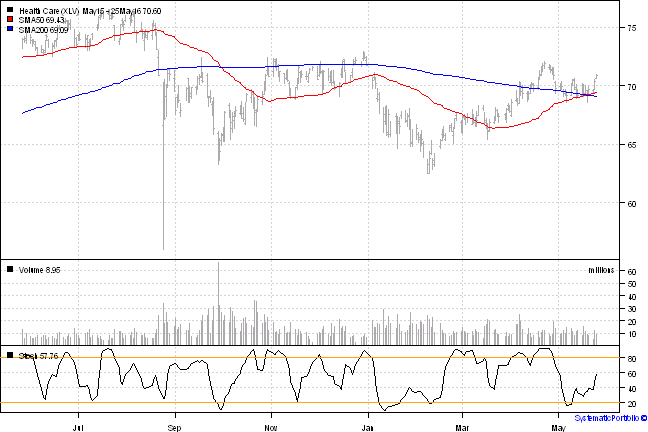 Health Care (XLV) May15 - 25May16 70.60
SMA50 69.43
SMA200 69.09
75
70
65
60
Volume 8.95
millions
60
50
40
30
20
10
Stoch 57.76
80
60
40
20
Jul Sep Nov Jan Mar May
SystematicPortfolio ©